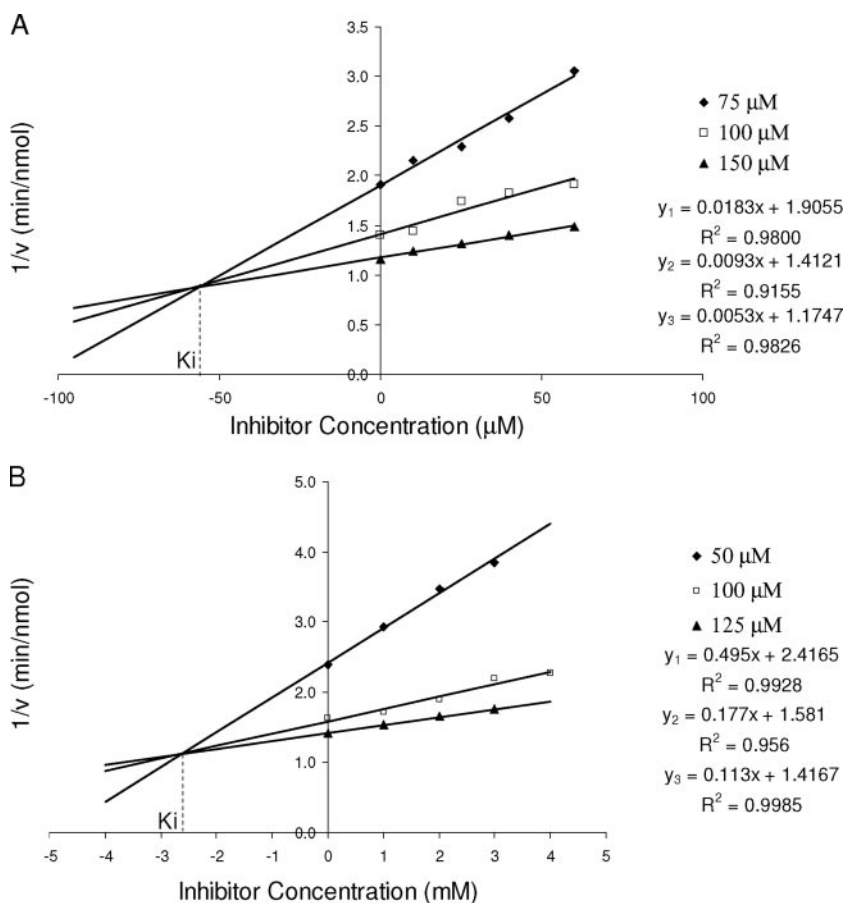 A
1/v (min/nmol)
3.5
3.0
2.5
2.0
1.5
1.0
0.5
0.0
Ki
-100
-50
0
50
100
Inhibitor Concentration (μM)
75 μM
100 μM
150 μM
y₁ = 0.0183x + 1.9055
R² = 0.9800
y₂ = 0.0093x + 1.4121
R² = 0.9155
y₃ = 0.0053x + 1.1747
R² = 0.9826
B
1/v (min/nmol)
5.0
4.0
3.0
2.0
1.0
0.0
Ki
-5
-4
-3
-2
-1
0
1
2
3
4
5
Inhibitor Concentration (mM)
50 μM
100 μM
125 μM
y₁ = 0.495x + 2.4165
R² = 0.9928
y₂ = 0.177x + 1.581
R² = 0.956
y₃ = 0.113x + 1.4167
R² = 0.9985